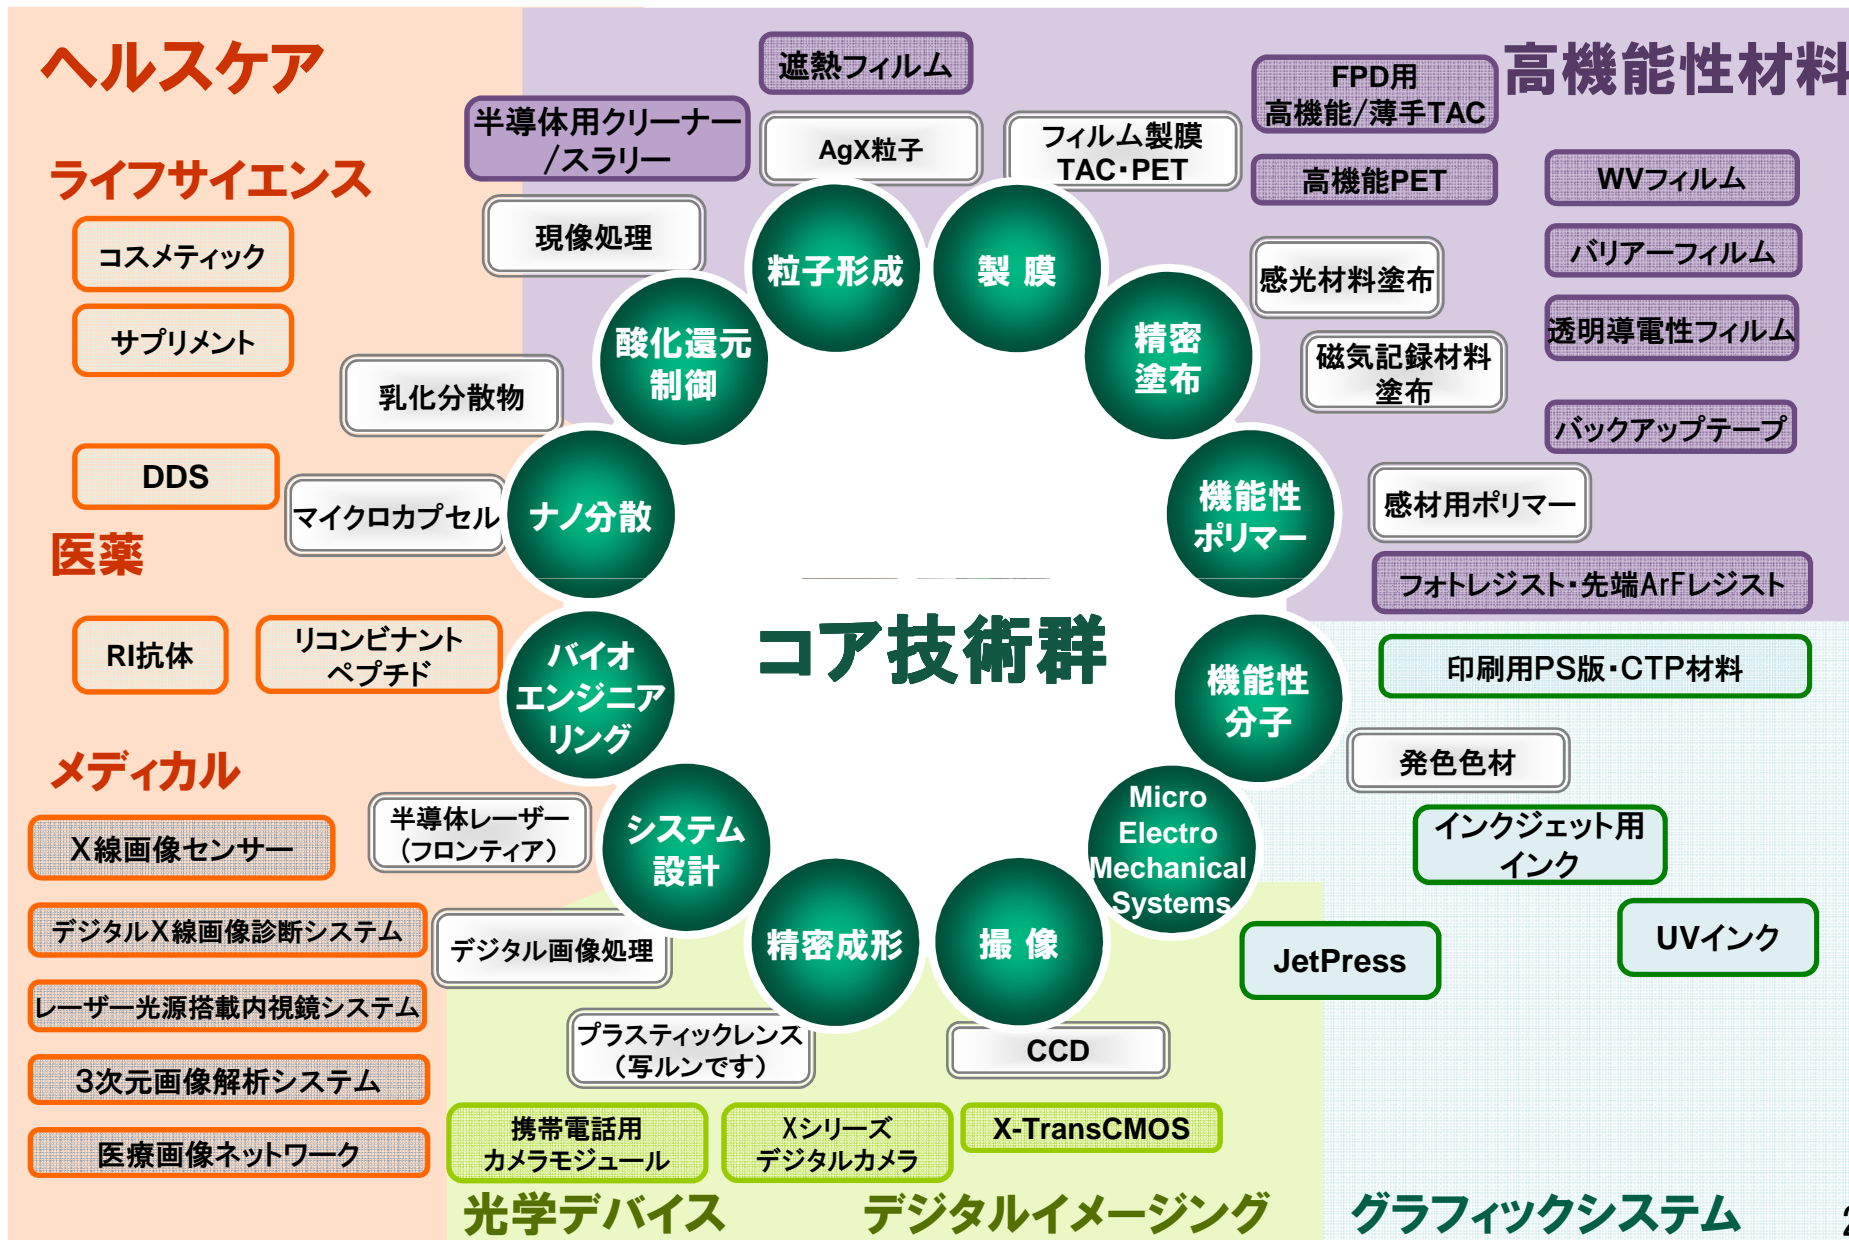 ヘルスケア
高機能性材料
遮熱フィルム
FPD用
高機能/薄手TAC
半導体用クリーナー
/スラリー
AgX粒子
フィルム製膜
TAC・PET
ライフサイエンス
高機能PET
WVフィルム
コスメティック
現像処理
粒子形成
製 膜
感光材料塗布
バリアーフィルム
サプリメント
酸化還元
制御
精密
塗布
磁気記録材料
塗布
透明導電性フィルム
乳化分散物
バックアップテープ
DDS
マイクロカプセル
ナノ分散
機能性
ポリマー
感材用ポリマー
医薬
フォトレジスト・先端ArFレジスト
コア技術群
RI抗体
リコンビナント
ペプチド
バイオ
エンジニア
リング
機能性
分子
印刷用PS版・CTP材料
メディカル
発色色材
X線画像センサー
半導体レーザー
(フロンティア)
システム
設計
Micro
Electro
Mechanical
Systems
インクジェット用
インク
デジタルX線画像診断システム
デジタル画像処理
精密成形
撮 像
JetPress
UVインク
レーザー光源搭載内視鏡システム
プラスティックレンズ
(写ルンです)
CCD
3次元画像解析システム
医療画像ネットワーク
携帯電話用
カメラモジュール
Xシリーズ
デジタルカメラ
X-TransCMOS
光学デバイス
デジタルイメージング
グラフィックシステム
2